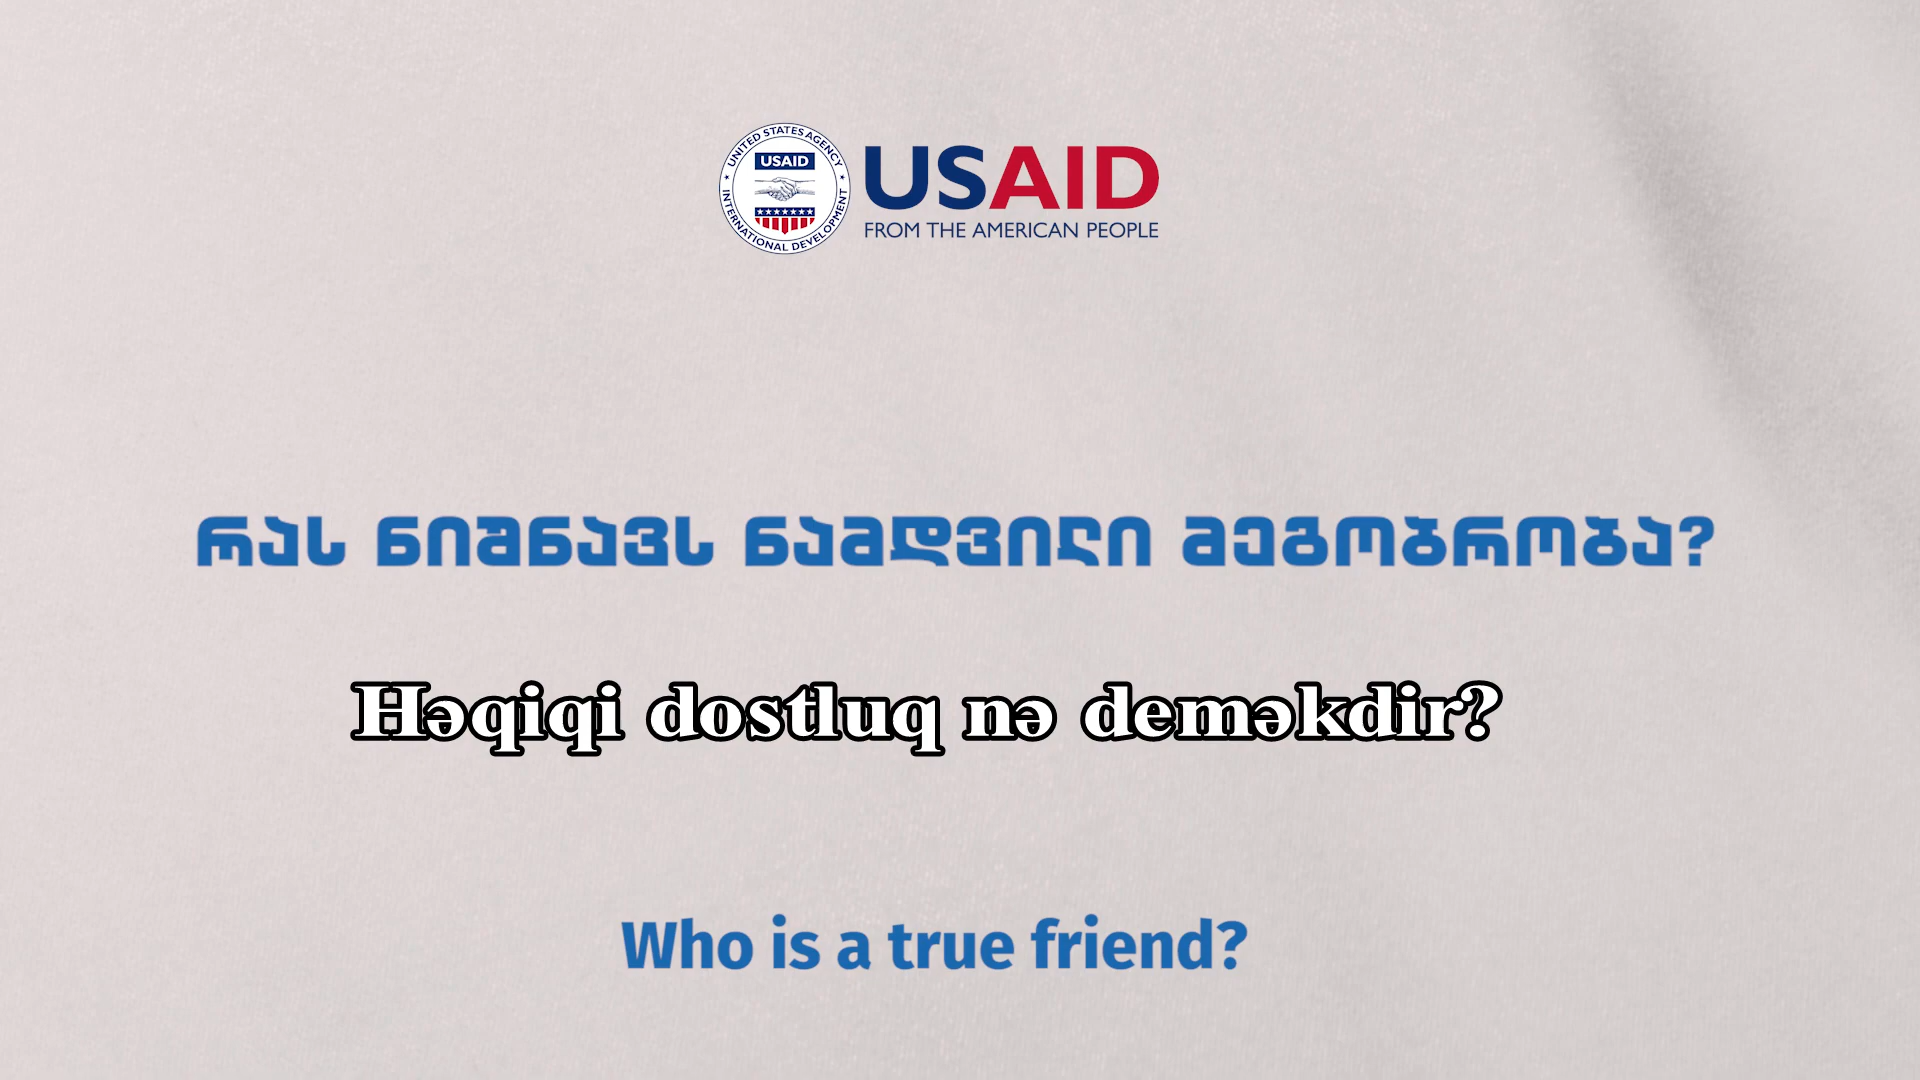 UNITED STATES AGENCY
USAID
INTERNATIONAL DEVELOPMENT
USAID
FROM THE AMERICAN PEOPLE
რას ნიშნავს ნამდვილი მეგობრობა?
Həqiqi dostluq nə deməkdir?
Who is a true friend?